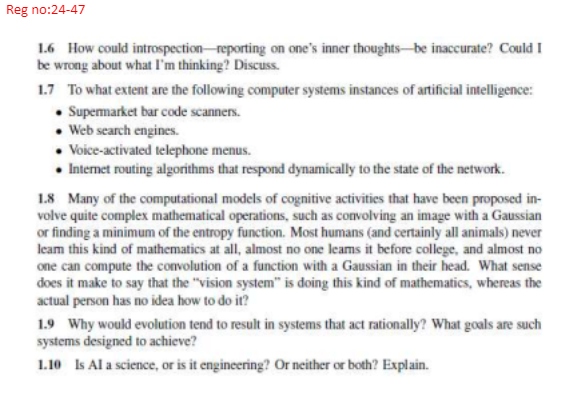 Reg no:24-47
1.6 How could introspection—reporting on one's inner thoughts—be inaccurate? Could I
be wrong about what I'm thinking? Discuss.
1.7 To what extent are the following computer systems instances of artificial intelligence:
• Supermarket bar code scanners.
• Web search engines.
• Voice-activated telephone menus.
• Internet routing algorithms that respond dynamically to the state of the network.
1.8 Many of the computational models of cognitive activities that have been proposed in-
volve quite complex mathematical operations, such as convolving an image with a Gaussian
or finding a minimum of the entropy function. Most humans (and certainly all animals) never
learn this kind of mathematics at all, almost no one learns it before college, and almost no
one can compute the convolution of a function with a Gaussian in their head. What sense
does it make to say that the "vision system" is doing this kind of mathematics, whereas the
actual person has no idea how to do it?
1.9 Why would evolution tend to result in systems that act rationally? What goals are such
systems designed to achieve?
1.10 Is AI a science, or is it engineering? Or neither or both? Explain.